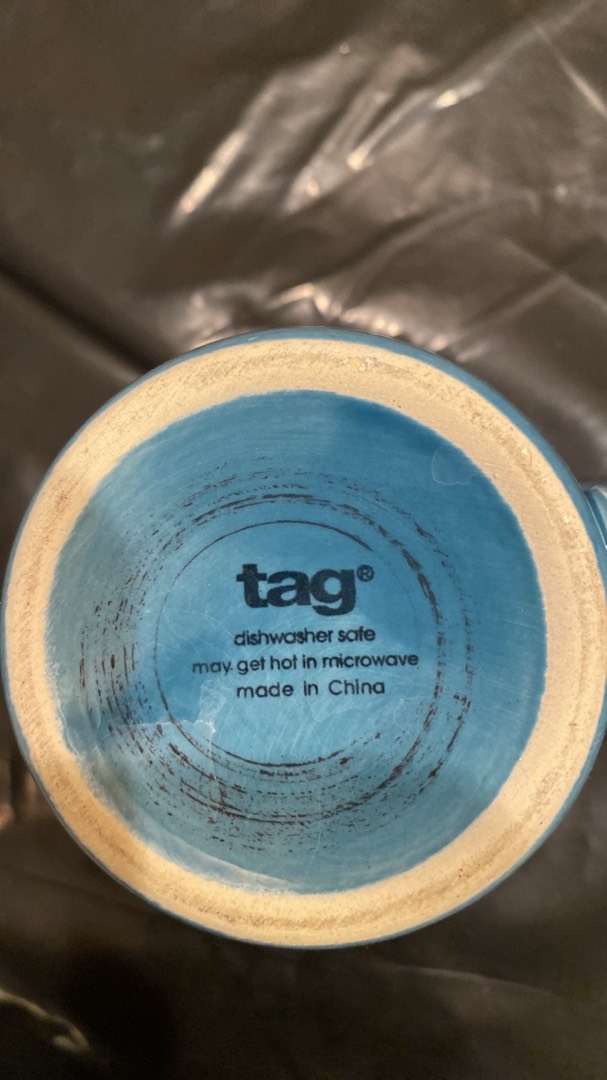 tag®
dishwasher safe
may get hot in microwave
made in China